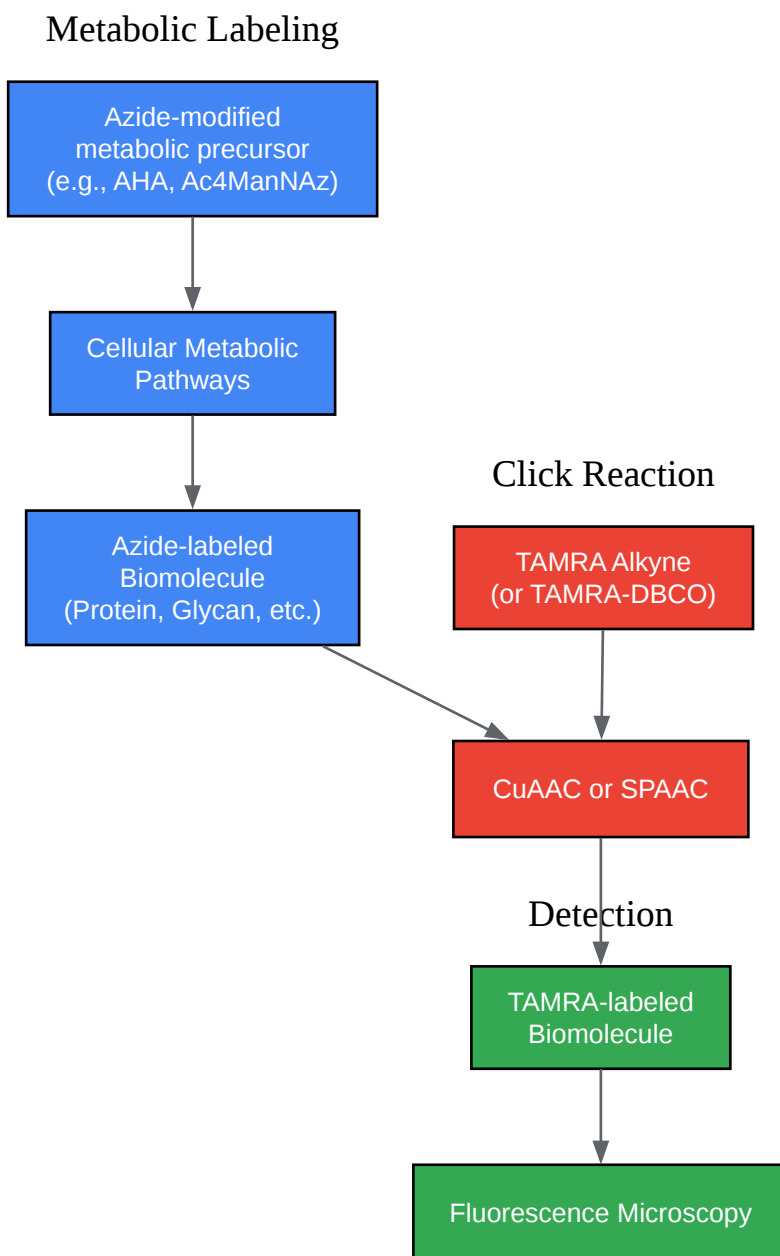 Metabolic Labeling
Azide-modified
metabolic precursor
(e.g., AHA, Ac4ManNAz)
Cellular Metabolic
Pathways
Azide-labeled
Biomolecule
(Protein, Glycan, etc.)
Click Reaction
TAMRA Alkyne
(or TAMRA-DBCO)
CuAAC or SPAAC
Detection
TAMRA-labeled
Biomolecule
Fluorescence Microscopy